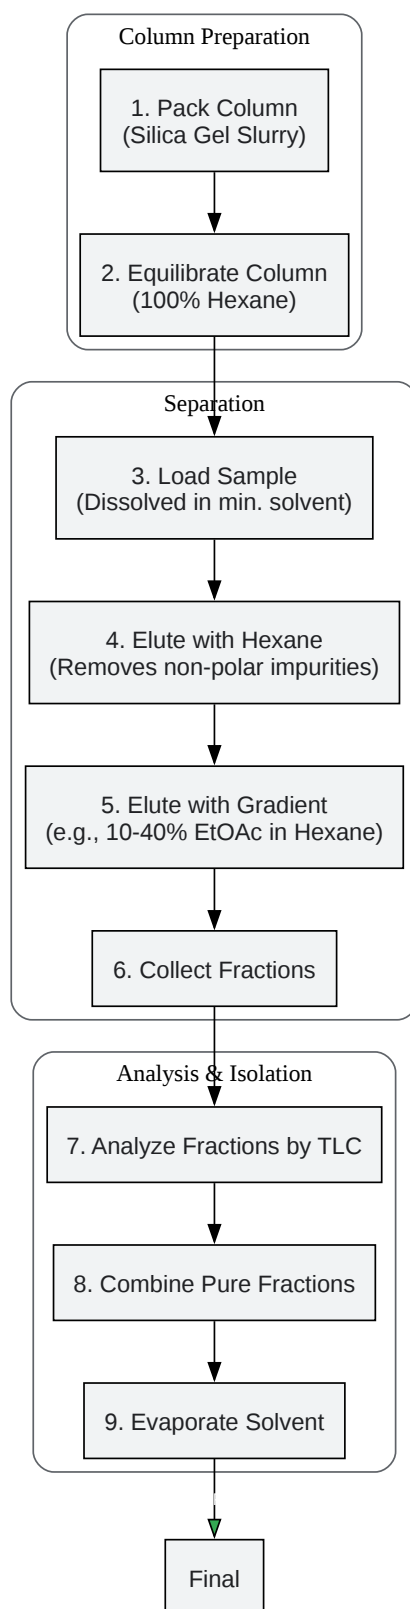 Column Preparation
1. Pack Column
(Silica Gel Slurry)
2. Equilibrate Column
(100% Hexane)
Separation
3. Load Sample
(Dissolved in min. solvent)
4. Elute with Hexane
(Removes non-polar impurities)
5. Elute with Gradient
(e.g., 10-40% EtOAc in Hexane)
6. Collect Fractions
Analysis & Isolation
7. Analyze Fractions by TLC
8. Combine Pure Fractions
9. Evaporate Solvent
Final